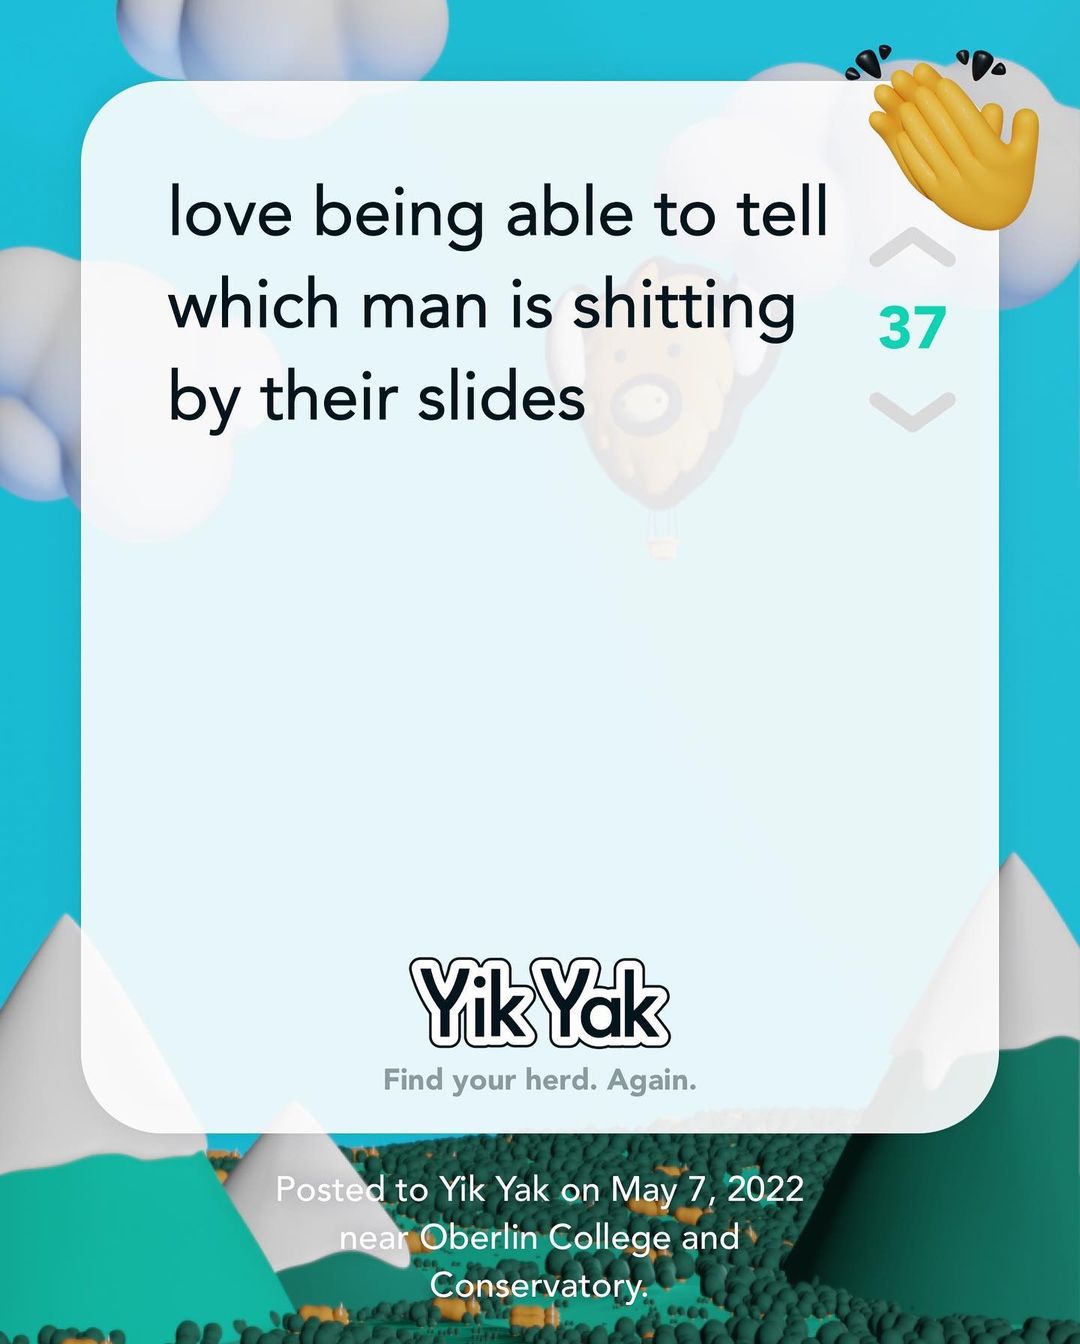 love being able to tell
which man is shitting
by their slides
37
Yik Yak
Find your herd. Again.
Posted to Yik Yak on May 7, 2022
near Oberlin College and
Conservatory.